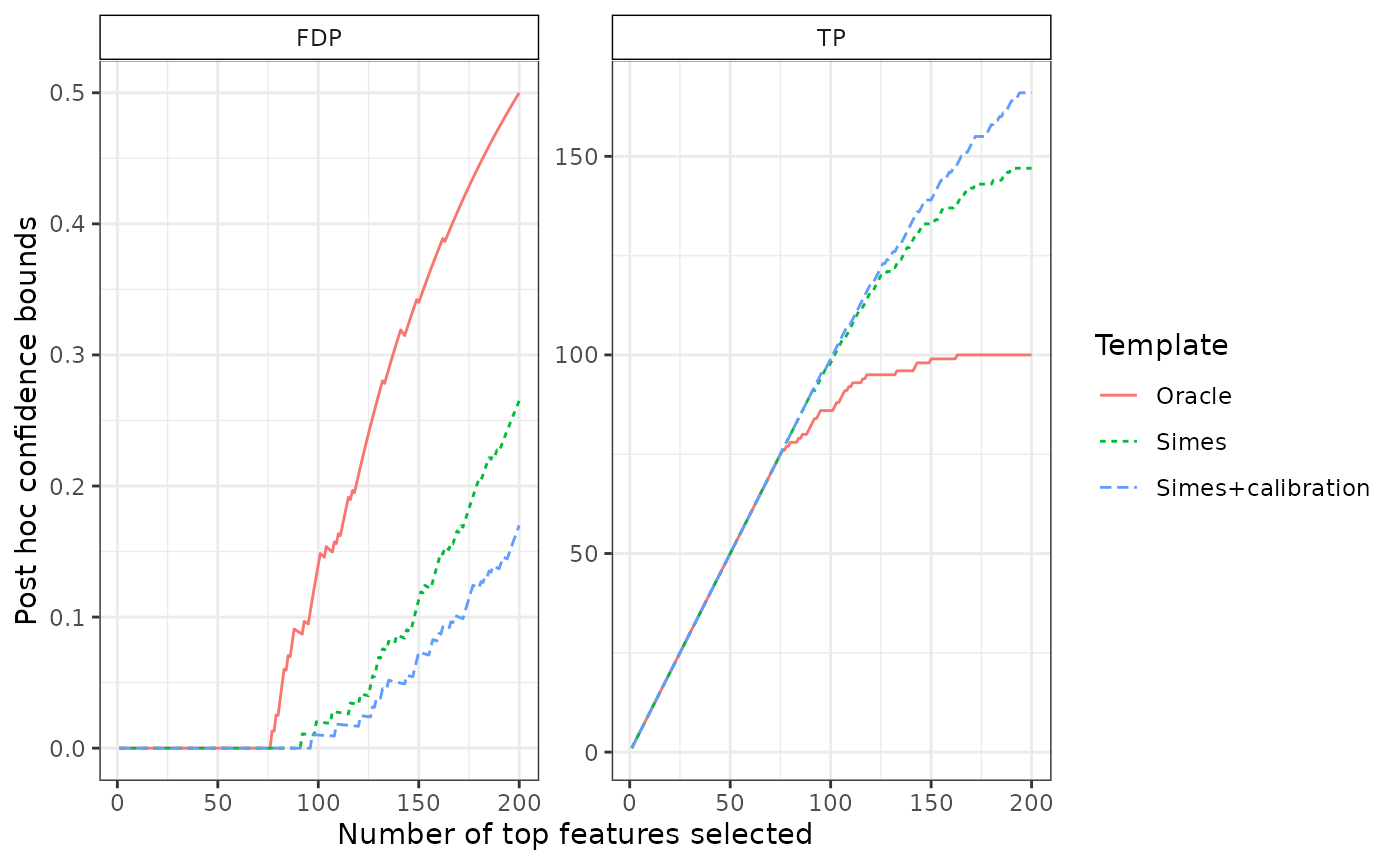 FDP
TP
Post hoc confidence bounds
0.5
0.4
0.3
0.2
0.1
0.0
150
100
50
0
0 50 100 150 200
0 50 100 150 200
Number of top features selected
Template
Oracle
Simes
Simes+calibration